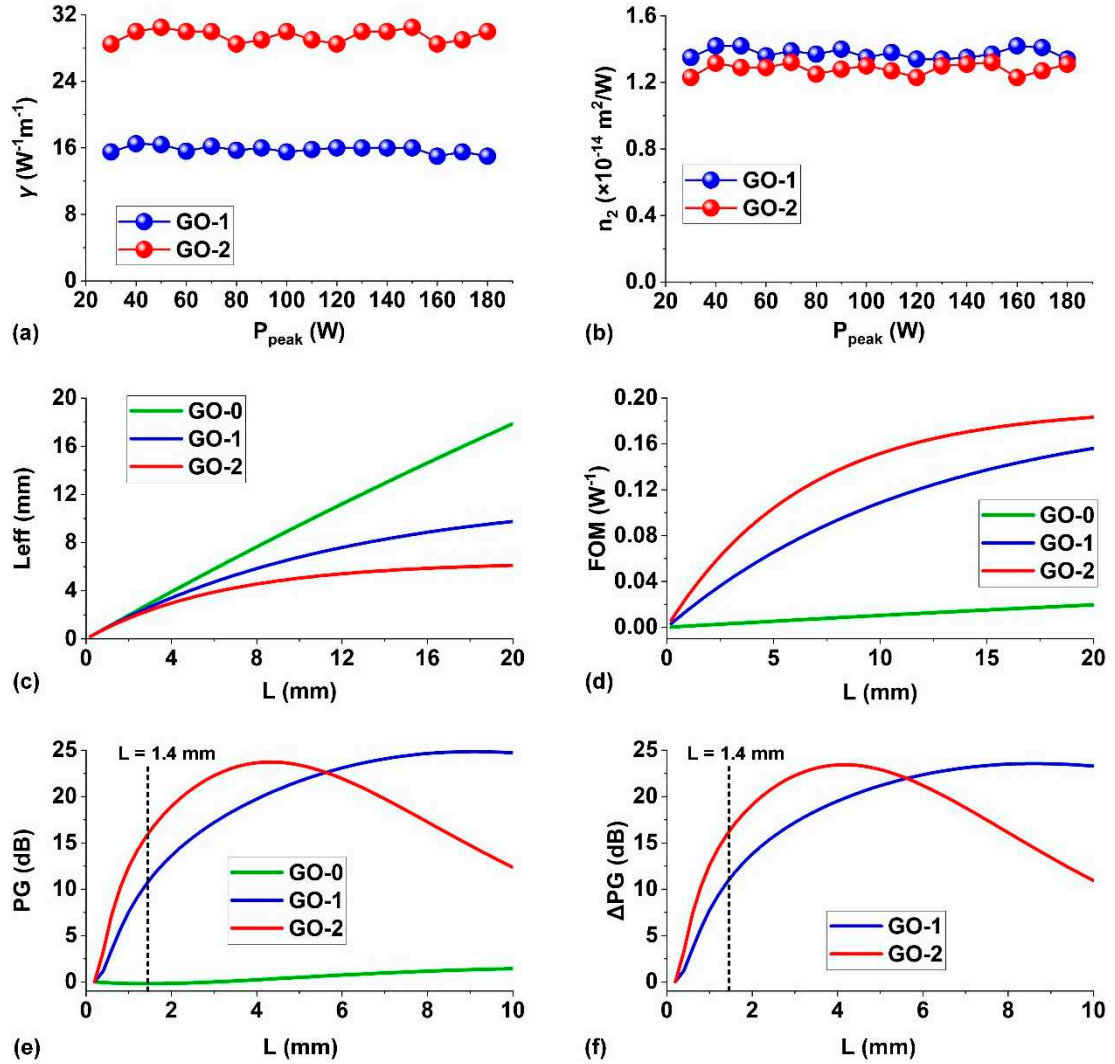 32
24
16
8
0
γ (W⁻¹m⁻¹)
GO-1
GO-2
20 40 60 80 100 120 140 160 180
(a)
P_peak (W)
1.6
1.2
0.8
0.4
0.0
n₂ (×10⁻¹⁴ m²/W)
GO-1
GO-2
20 40 60 80 100 120 140 160 180
(b)
P_peak (W)
20
16
12
8
4
0
Leff (mm)
GO-0
GO-1
GO-2
0 4 8 12 16 20
(c)
L (mm)
0.20
0.16
0.12
0.08
0.04
0.00
FOM (W⁻¹)
GO-0
GO-1
GO-2
0 5 10 15 20
(d)
L (mm)
25
20
15
10
5
0
PG (dB)
L = 1.4 mm
GO-0
GO-1
GO-2
0 2 4 6 8 10
(e)
L (mm)
25
20
15
10
5
0
ΔPG (dB)
L = 1.4 mm
GO-1
GO-2
0 2 4 6 8 10
(f)
L (mm)